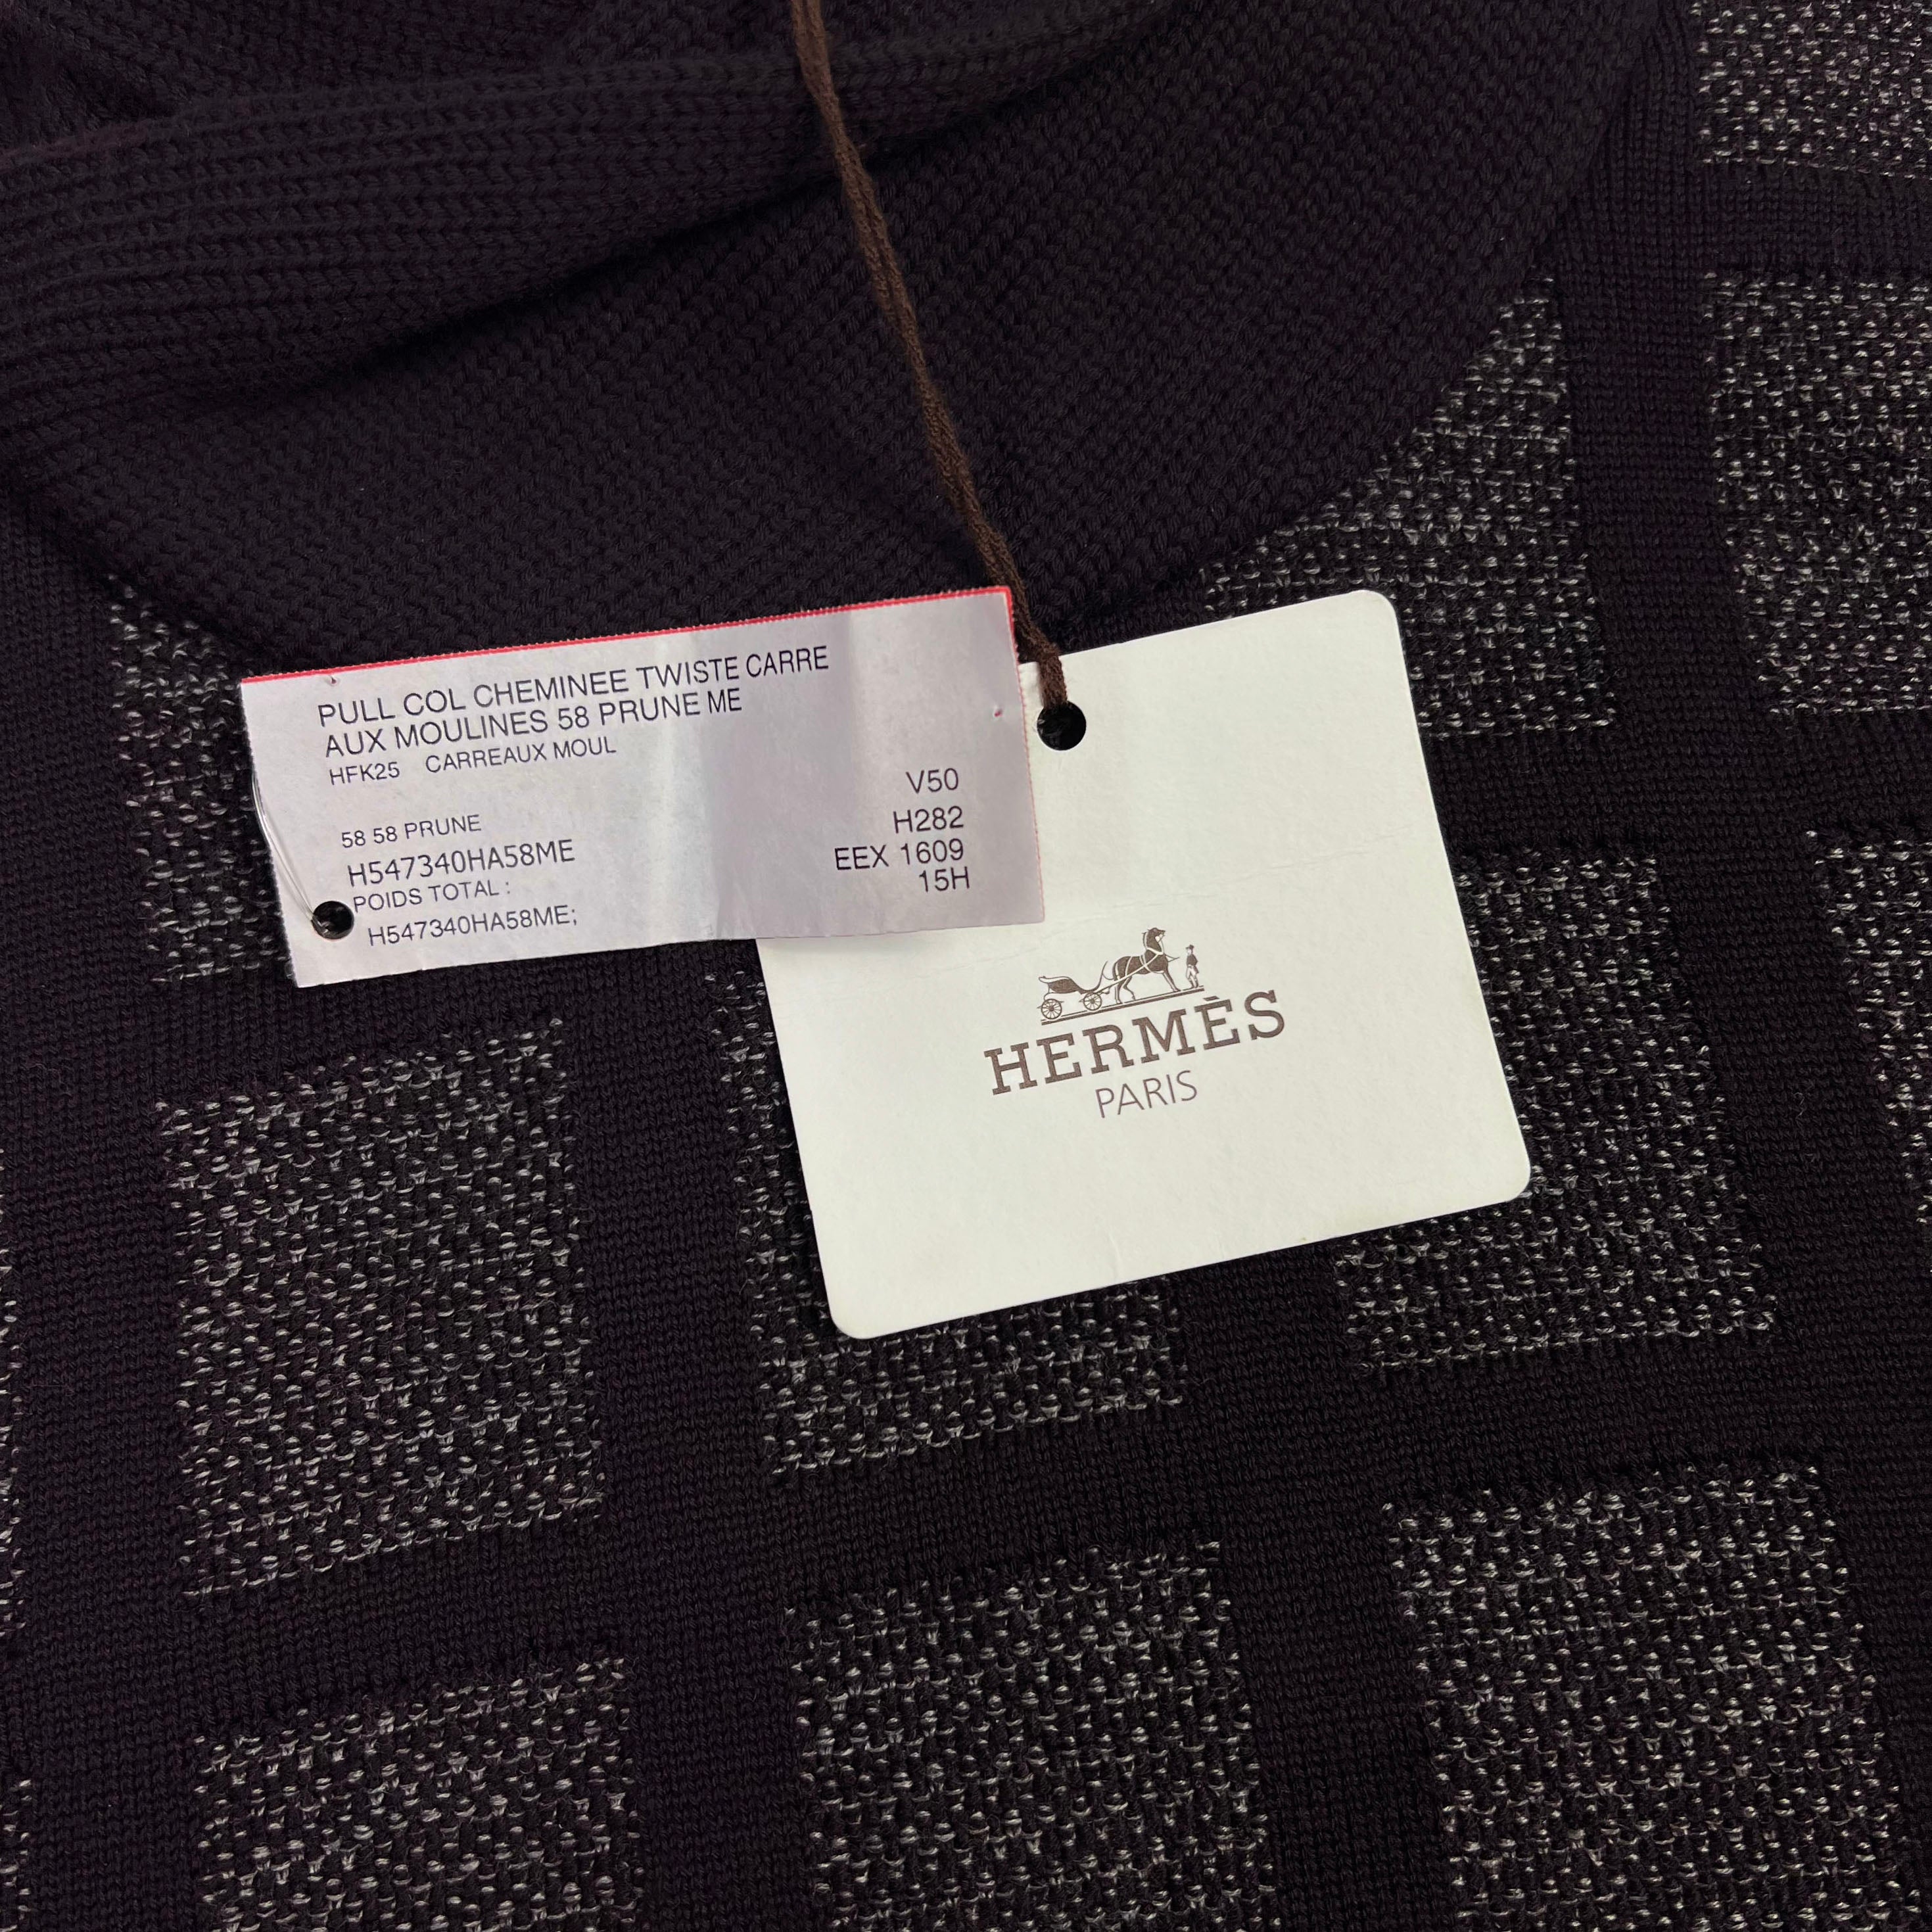 PULL COL CHEMINEE TWISTE CARRE
AUX MOULINES 58 PRUNE ME
HFK25 CARREAUX MOUL
V50
58 58 PRUNE
H282
H547340HA58ME
EEX 1609
POIDS TOTAL :
15H
H547340HA58ME;
HERMÈS
PARIS